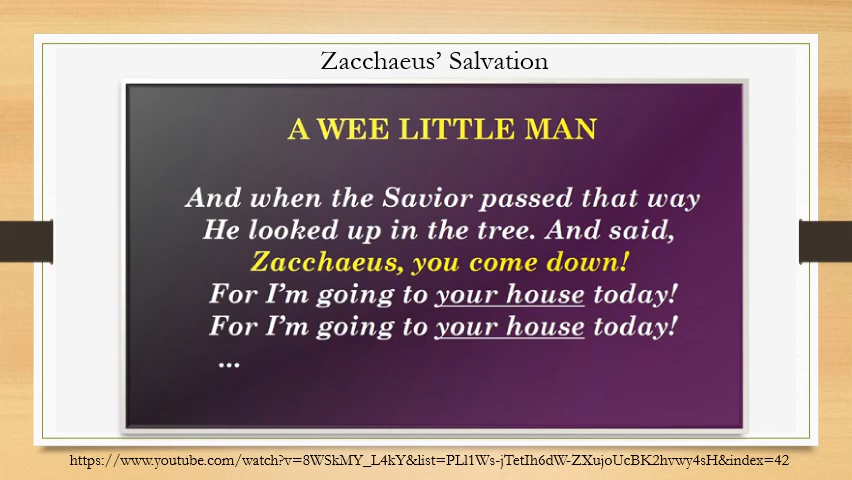 Zacchaeus’ Salvation
A WEE LITTLE MAN
And when the Savior passed that way
He looked up in the tree. And said,
Zacchaeus, you come down!
For I’m going to your house today!
For I’m going to your house today!
...
https://www.youtube.com/watch?v=8WSkMY_L4kY&list=PLl1Ws-jTetIh6dW-ZXujoUcBK2hvwy4sH&index=42